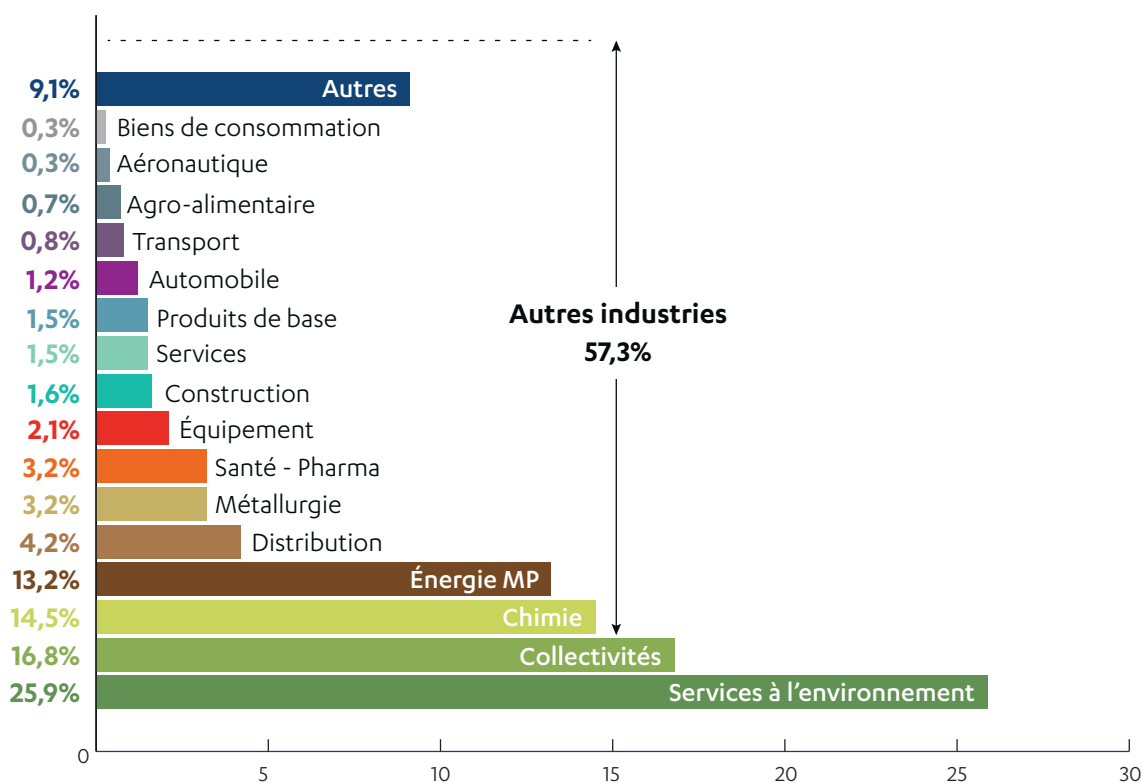 9,1% Autres
0,3% Biens de consommation
0,3% Aéronautique
0,7% Agro-alimentaire
0,8% Transport
1,2% Automobile
1,5% Produits de base
1,5% Services
1,6% Construction
2,1% Équipement
3,2% Santé - Pharma
3,2% Métallurgie
4,2% Distribution
13,2% Énergie MP
14,5% Chimie
16,8% Collectivités
25,9% Services à l’environnement
Autres industries
57,3%
0 5 10 15 20 25 30